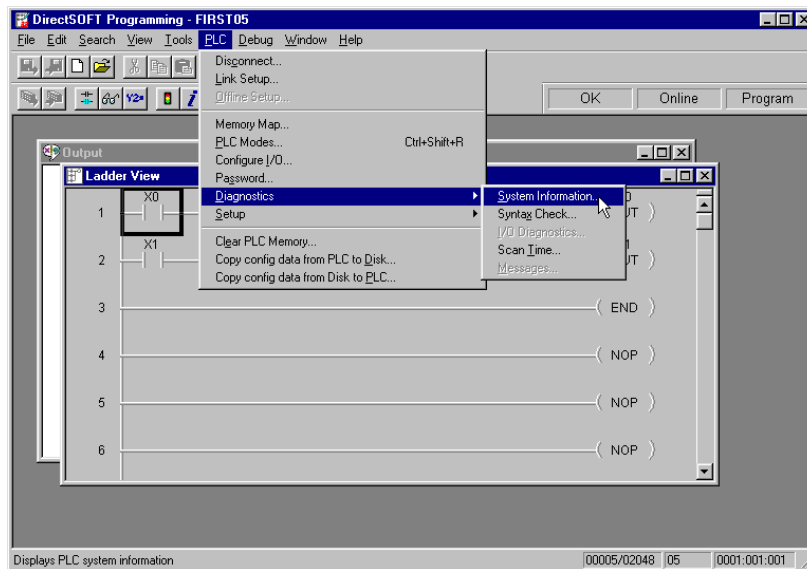 DirectSOFT Programming - FIRST05
File Edit Search View Tools PLC Debug Window Help
Disconnect...
Link Setup...
Offline Setup...
Y2=
OK Online Program
Memory Map...
PLC Modes... Ctrl+Shift+R
Configure I/O...
Password...
Diagnostics
Setup
Clear PLC Memory...
Copy config data from PLC to Disk...
Copy config data from Disk to PLC...
System Information...
Syntax Check...
I/O Diagnostics...
Scan Time...
Messages...
Output
Ladder View
1 X0
2 X1
3 ( END )
4 ( NOP )
5 ( NOP )
6 ( NOP )
Displays PLC system information 00005/02048 05 0001:001:001